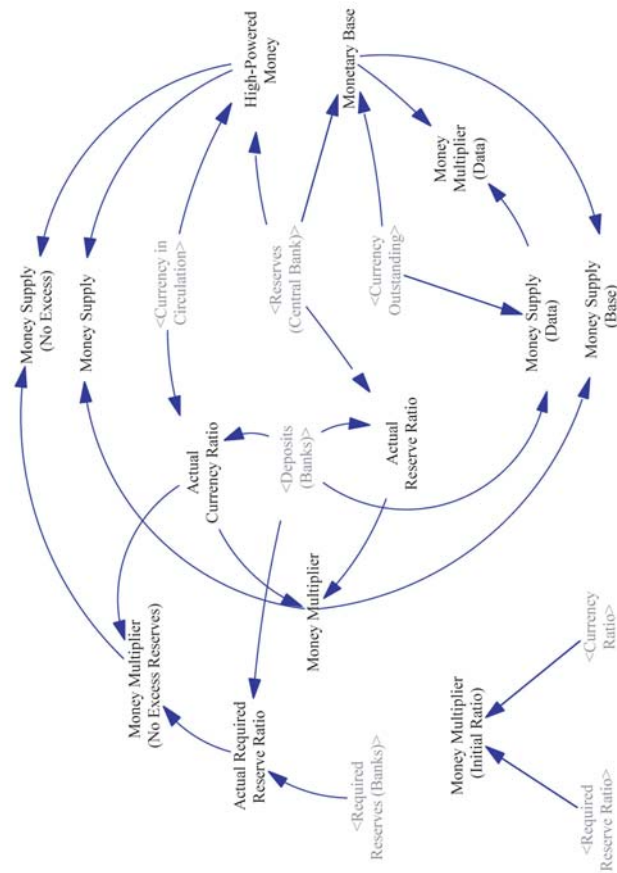 Money Supply
(No Excess)
Money Supply
High-Powered
Money
<Currency in
Circulation>
Money Multiplier
(No Excess Reserves)
Actual
Currency Ratio
<Reserves
(Central Bank)>
Monetary Base
<Deposits
(Banks)>
<Currency
Outstanding>
Actual Required
Reserve Ratio
Money Multiplier
Actual
Reserve Ratio
Money
Multiplier
(Data)
<Required
Reserves (Banks)>
Money Supply
(Data)
Money Multiplier
(Initial Ratio)
Money Supply
(Base)
<Required
Reserve Ratio>
<Currency
Ratio>